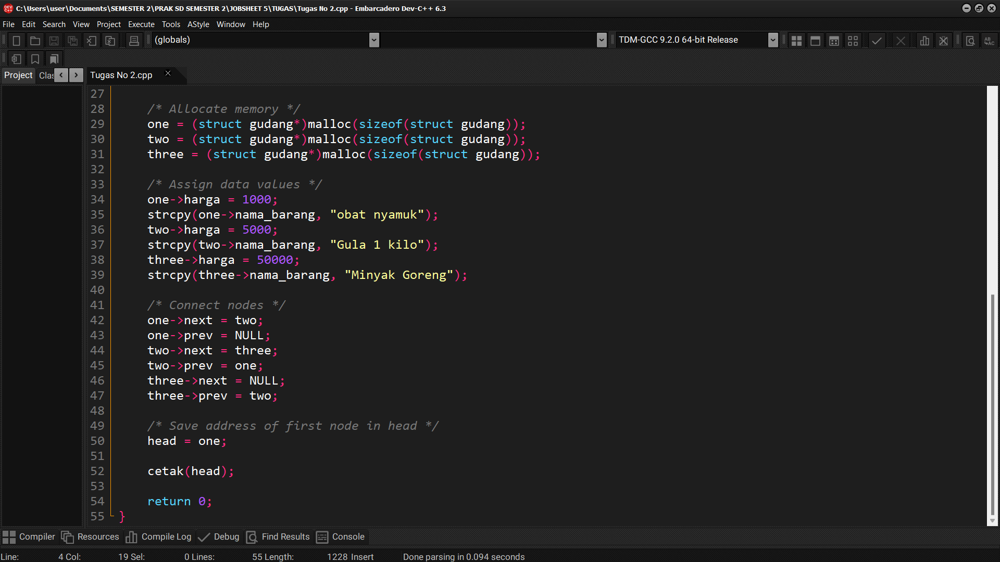 C:\Users\user\Documents\SEMESTER 2\PRAK SD SEMESTER 2\JOBSHEET 5\TUGAS\Tugas No 2.cpp - Embarcadero Dev-C++ 6.3
File Edit Search View Project Execute Tools AStyle Window Help
(globals) TDM-GCC 9.2.0 64-bit Release
Project Clas Tugas No 2.cpp
27
28 /* Allocate memory */
29 one = (struct gudang*)malloc(sizeof(struct gudang));
30 two = (struct gudang*)malloc(sizeof(struct gudang));
31 three = (struct gudang*)malloc(sizeof(struct gudang));
32
33 /* Assign data values */
34 one->harga = 1000;
35 strcpy(one->nama_barang, "obat nyamuk");
36 two->harga = 5000;
37 strcpy(two->nama_barang, "Gula 1 kilo");
38 three->harga = 50000;
39 strcpy(three->nama_barang, "Minyak Goreng");
40
41 /* Connect nodes */
42 one->next = two;
43 one->prev = NULL;
44 two->next = three;
45 two->prev = one;
46 three->next = NULL;
47 three->prev = two;
48
49 /* Save address of first node in head */
50 head = one;
51
52 cetak(head);
53
54 return 0;
55 }
Compiler Resources Compile Log Debug Find Results Console
Line: 4 Col: 19 Sel: 0 Lines: 55 Length: 1228 Insert Done parsing in 0.094 seconds